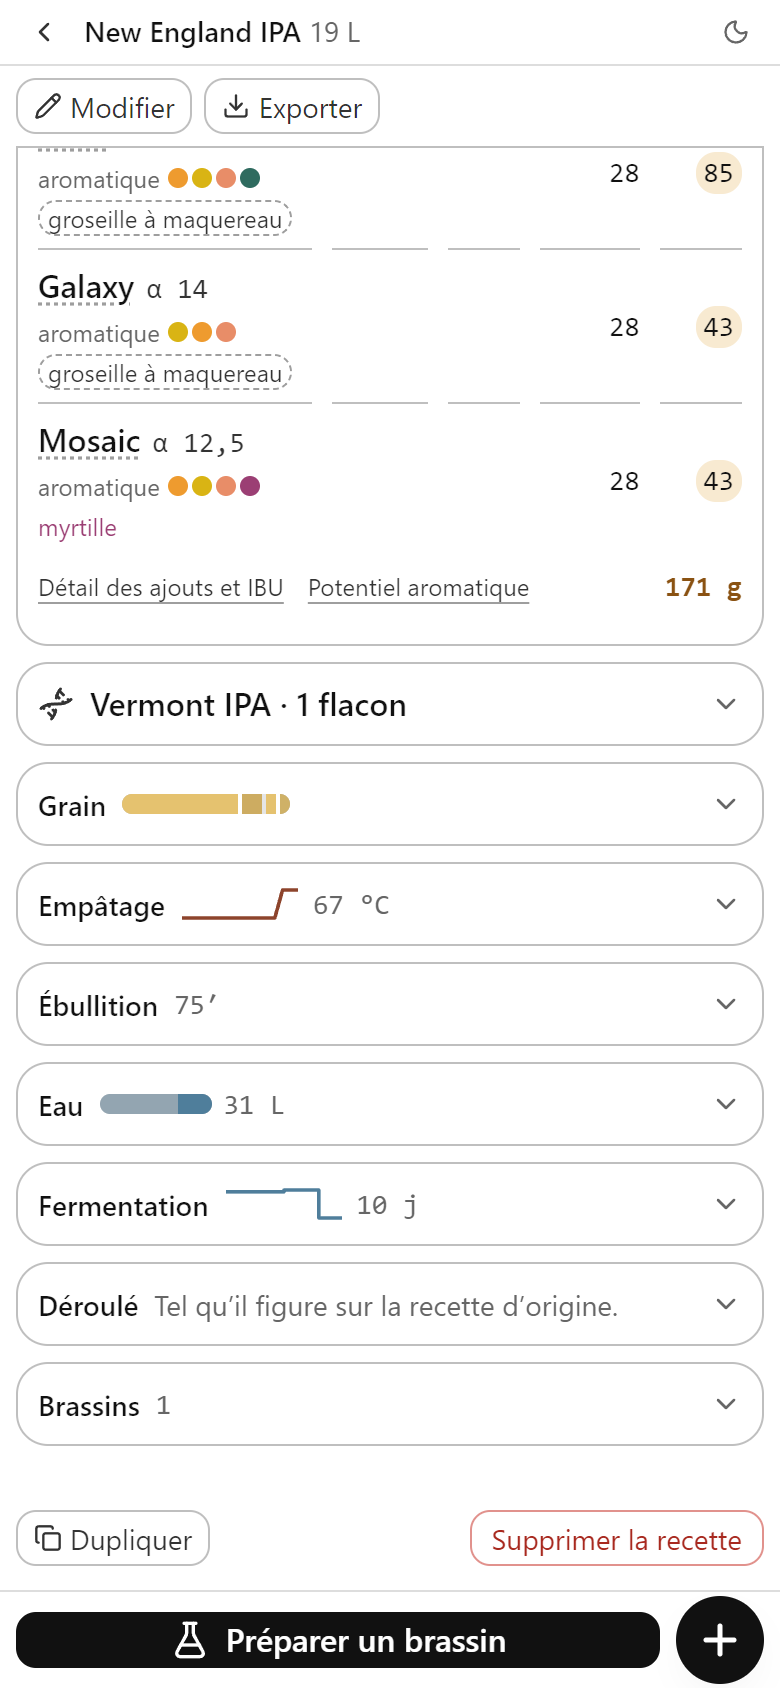 New England IPA 19 L
Modifier
Exporter
aromatique
28
85
groseille à maquereau
Galaxy α 14
aromatique
28
43
groseille à maquereau
Mosaic α 12,5
aromatique
28
43
myrtille
Détail des ajouts et IBU
Potentiel aromatique
171 g
Vermont IPA · 1 flacon
Grain
Empâtage
67 °C
Ébullition 75′
Eau
31 L
Fermentation
10 j
Déroulé Tel qu’il figure sur la recette d’origine.
Brassins 1
Dupliquer
Supprimer la recette
Préparer un brassin